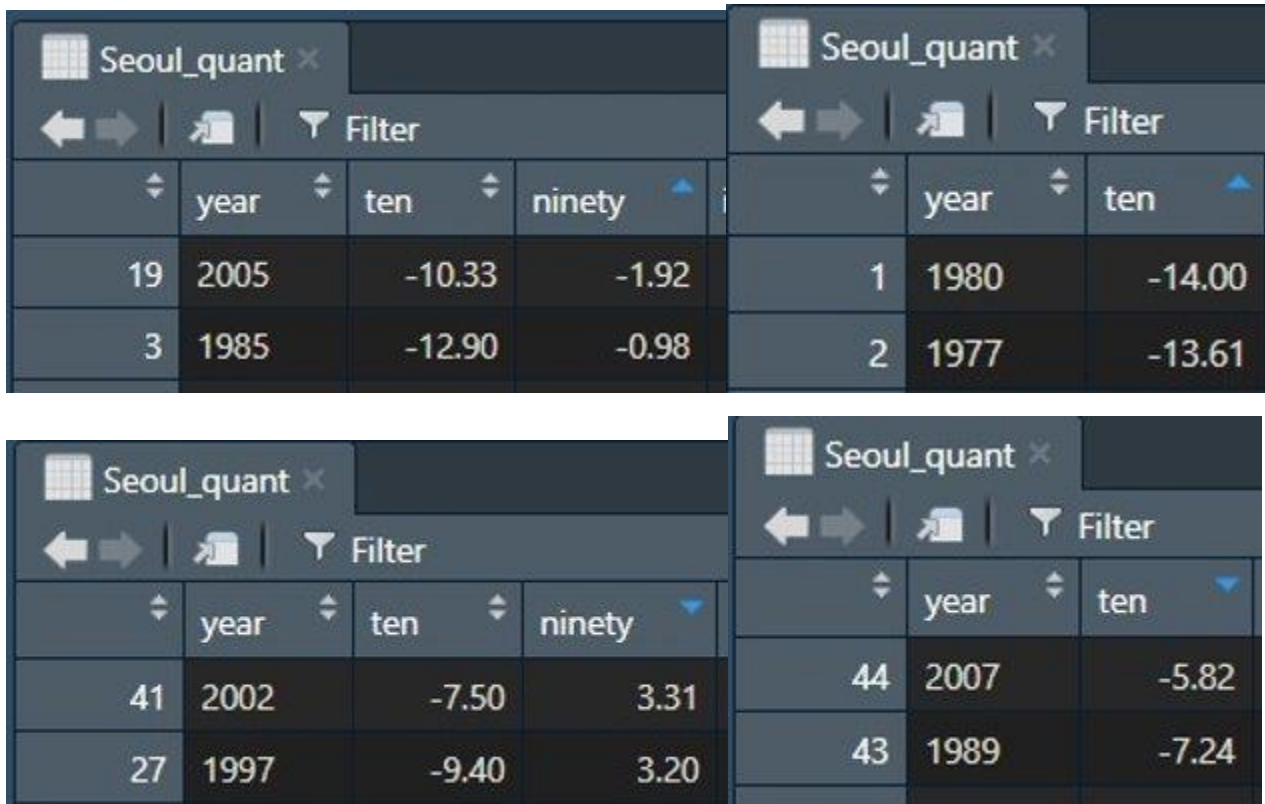 Seoul_quant
Filter
year ten ninety
19 2005 -10.33 -1.92
3 1985 -12.90 -0.98
Seoul_quant
Filter
year ten
1 1980 -14.00
2 1977 -13.61
Seoul_quant
Filter
year ten ninety
41 2002 -7.50 3.31
27 1997 -9.40 3.20
Seoul_quant
Filter
year ten
44 2007 -5.82
43 1989 -7.24